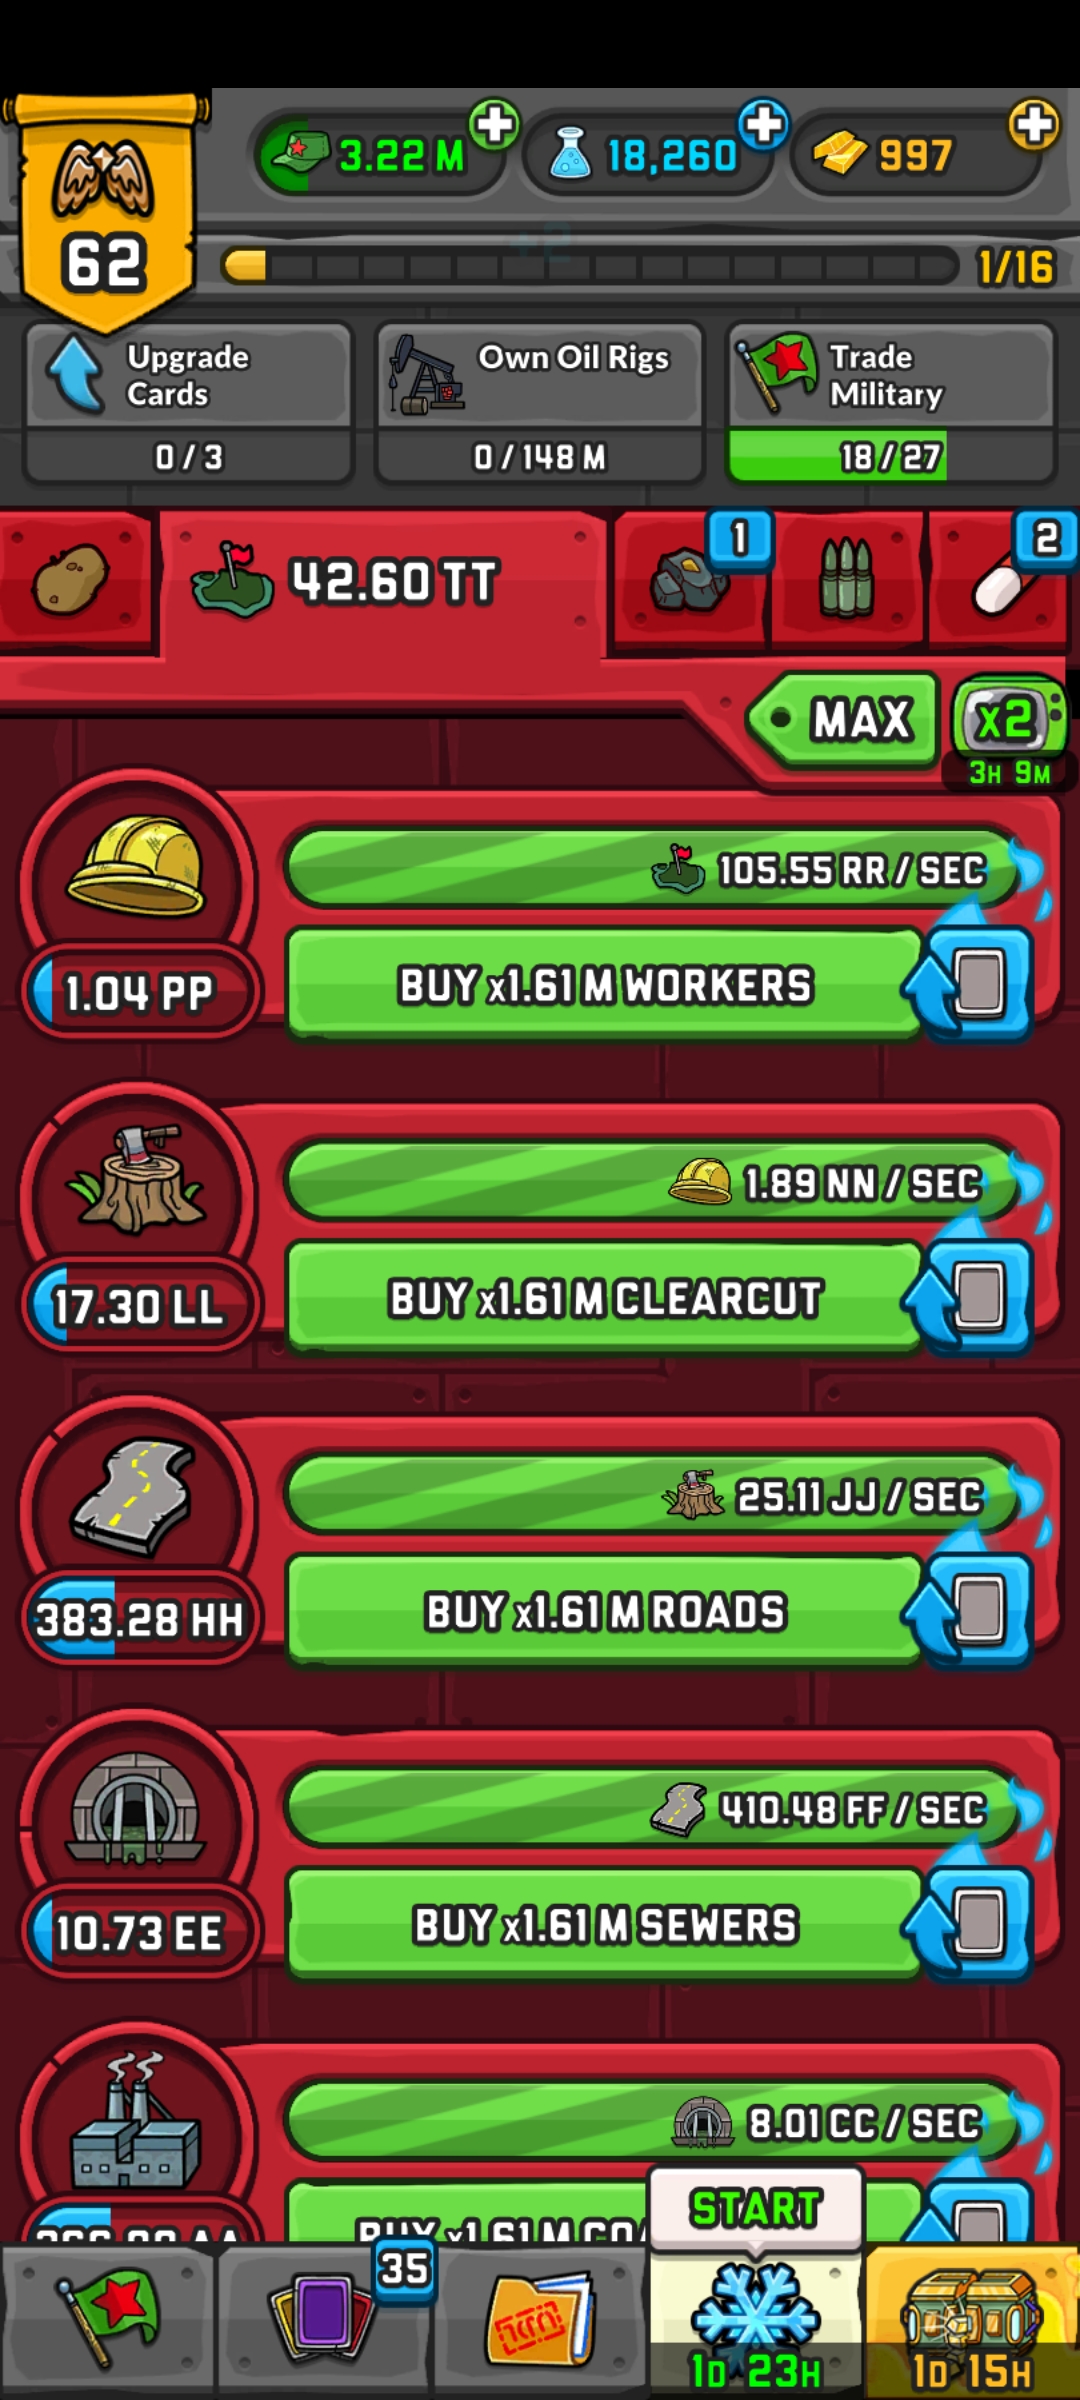 3.22 M
18,260
997
62
+2
1/16
Upgrade
Cards
0 / 3
Own Oil Rigs
0 / 148 M
Trade
Military
18 / 27
42.60 TT
1
2
MAX
x2
3H 9M
105.55 RR / SEC
1.04 PP
BUY x1.61 M WORKERS
1.89 NN / SEC
17.30 LL
BUY x1.61 M CLEARCUT
25.11 JJ / SEC
383.28 HH
BUY x1.61 M ROADS
410.48 FF / SEC
10.73 EE
BUY x1.61 M SEWERS
8.01 CC / SEC
BUY x1.61 M
START
35
1D 23H
1D 15H